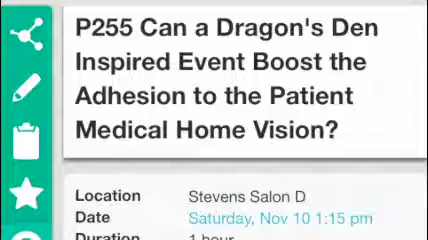 P255 Can a Dragon's Den
Inspired Event Boost the
Adhesion to the Patient
Medical Home Vision?
Location Stevens Salon D
Date Saturday, Nov 10 1:15 pm
Duration 1 hour